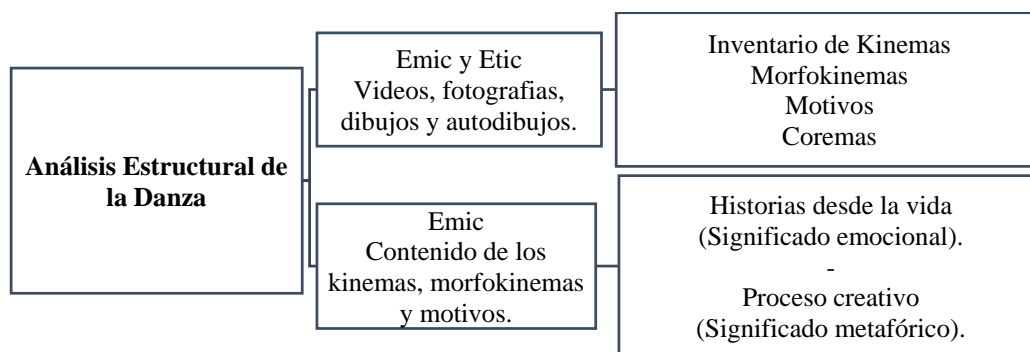 Análisis Estructural de
la Danza
Emic y Etic
Videos, fotografias,
dibujos y autodibujos.
Inventario de Kinemas
Morfokinemas
Motivos
Coremas
Emic
Contenido de los
kinemas, morfokinemas
y motivos.
Historias desde la vida
(Significado emocional).
-
Proceso creativo
(Significado metafórico).